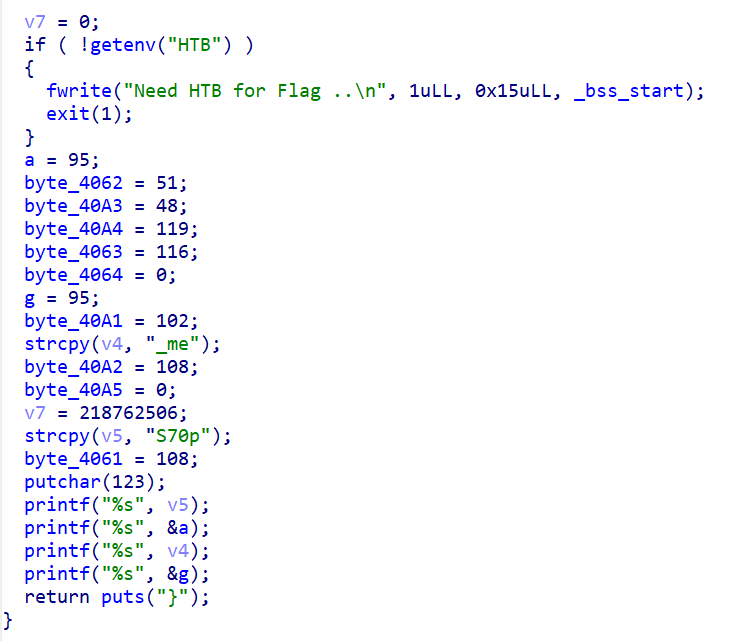 v7 = 0;
if ( !getenv("HTB") )
{
fwrite("Need HTB for Flag ..\n", 1uLL, 0x15uLL, _bss_start);
exit(1);
}
a = 95;
byte_4062 = 51;
byte_40A3 = 48;
byte_40A4 = 119;
byte_4063 = 116;
byte_4064 = 0;
g = 95;
byte_40A1 = 102;
strcpy(v4, "_me");
byte_40A2 = 108;
byte_40A5 = 0;
v7 = 218762506;
strcpy(v5, "S70p");
byte_4061 = 108;
putchar(123);
printf("%s", v5);
printf("%s", &a);
printf("%s", v4);
printf("%s", &g);
return puts("}");
}